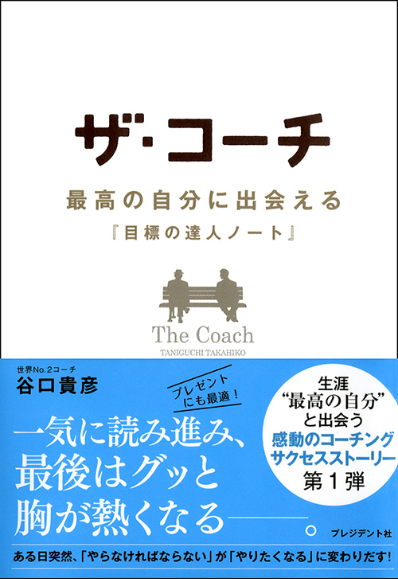 ザ・コーチ
最高の自分に出会える
『目標の達人ノート』
The Coach
TANIGUCHI TAKAHIKO
世界No.2コーチ
谷口貴彦
プレゼント
にも最適！
一気に読み進み、
最後はグッと
胸が熱くなる――。
生涯
“最高の自分”
と出会う
感動のコーチング
サクセスストーリー
第1弾
プレジデント社
ある日突然、「やらなければならない」が「やりたくなる」に変わりだす！